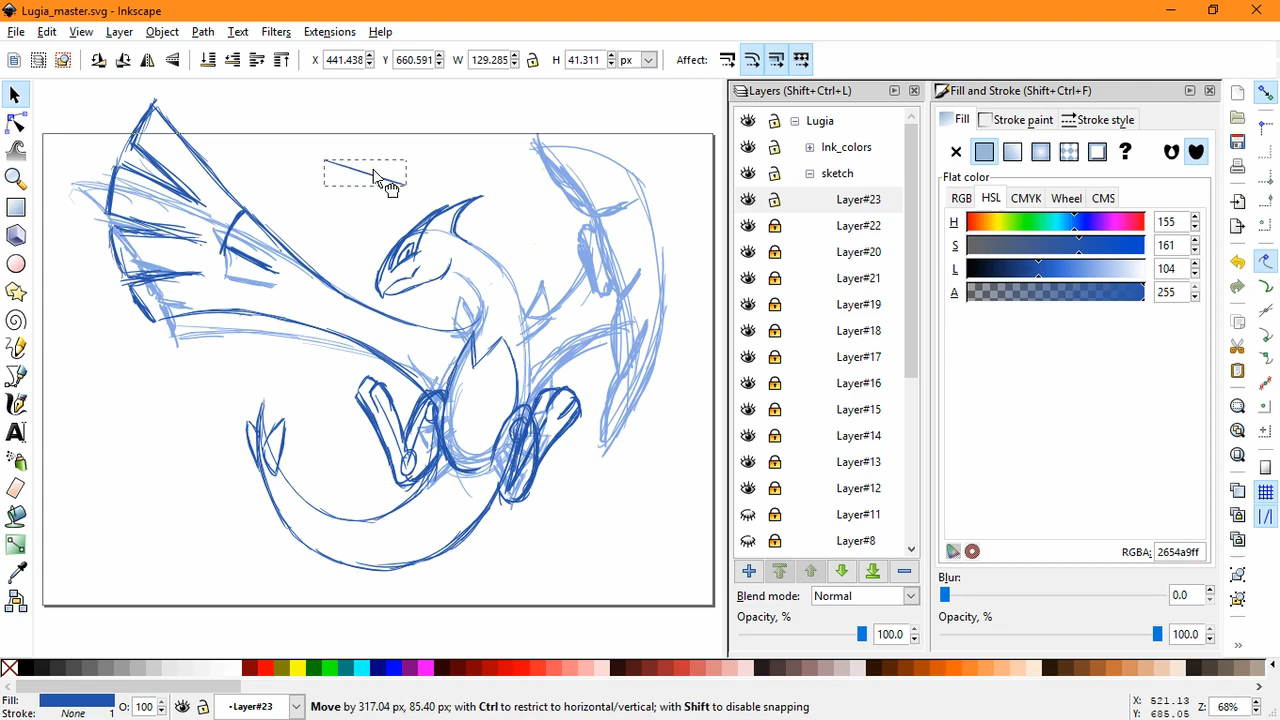 Lugia_master.svg - Inkscape
File Edit View Layer Object Path Filters Text Extensions Help
X 441.438 Y 660.591 W 129.285 H 41.311 px Affect:
Layers (Shift+Ctrl+L)
Lugia
Ink_colors
sketch
Layer#23
Layer#22
Layer#20
Layer#21
Layer#19
Layer#18
Layer#17
Layer#16
Layer#15
Layer#14
Layer#13
Layer#12
Layer#11
Layer#8
Blend mode: Normal
Opacity, %
100.0
Fill and Stroke (Shift+Ctrl+F)
Fill Stroke paint Stroke style
?
Flat color
RGB HSL CMYK Wheel CMS
H 155
S 161
L 104
A 255
RGBA: 2654a9ff
Blur:
0.0
Opacity, %
100.0
Fill:
Stroke: None 1
O: 100
•Layer#23
Move by 317.04 px, 85.40 px; with Ctrl to restrict to horizontal/vertical; with Shift to disable snapping
X: 521.13
Y: 685.05
Z: 68%